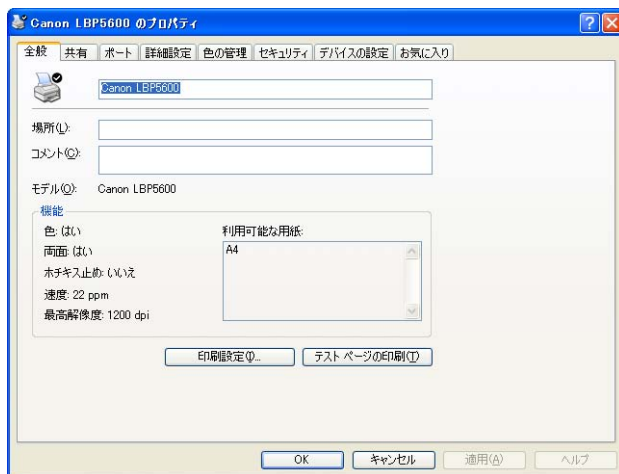 Canon LBP5600 のプロパティ
全般 共有 ポート 詳細設定 色の管理 セキュリティ デバイスの設定 お気に入り
Canon LBP5600
場所(L):
コメント(C):
モデル(O): Canon LBP5600
機能
色: はい
両面: はい
ホチキス止め: いいえ
速度: 22 ppm
最高解像度: 1200 dpi
利用可能な用紙:
A4
印刷設定(I)... テスト ページの印刷(T)
OK キャンセル 適用(A) ヘルプ